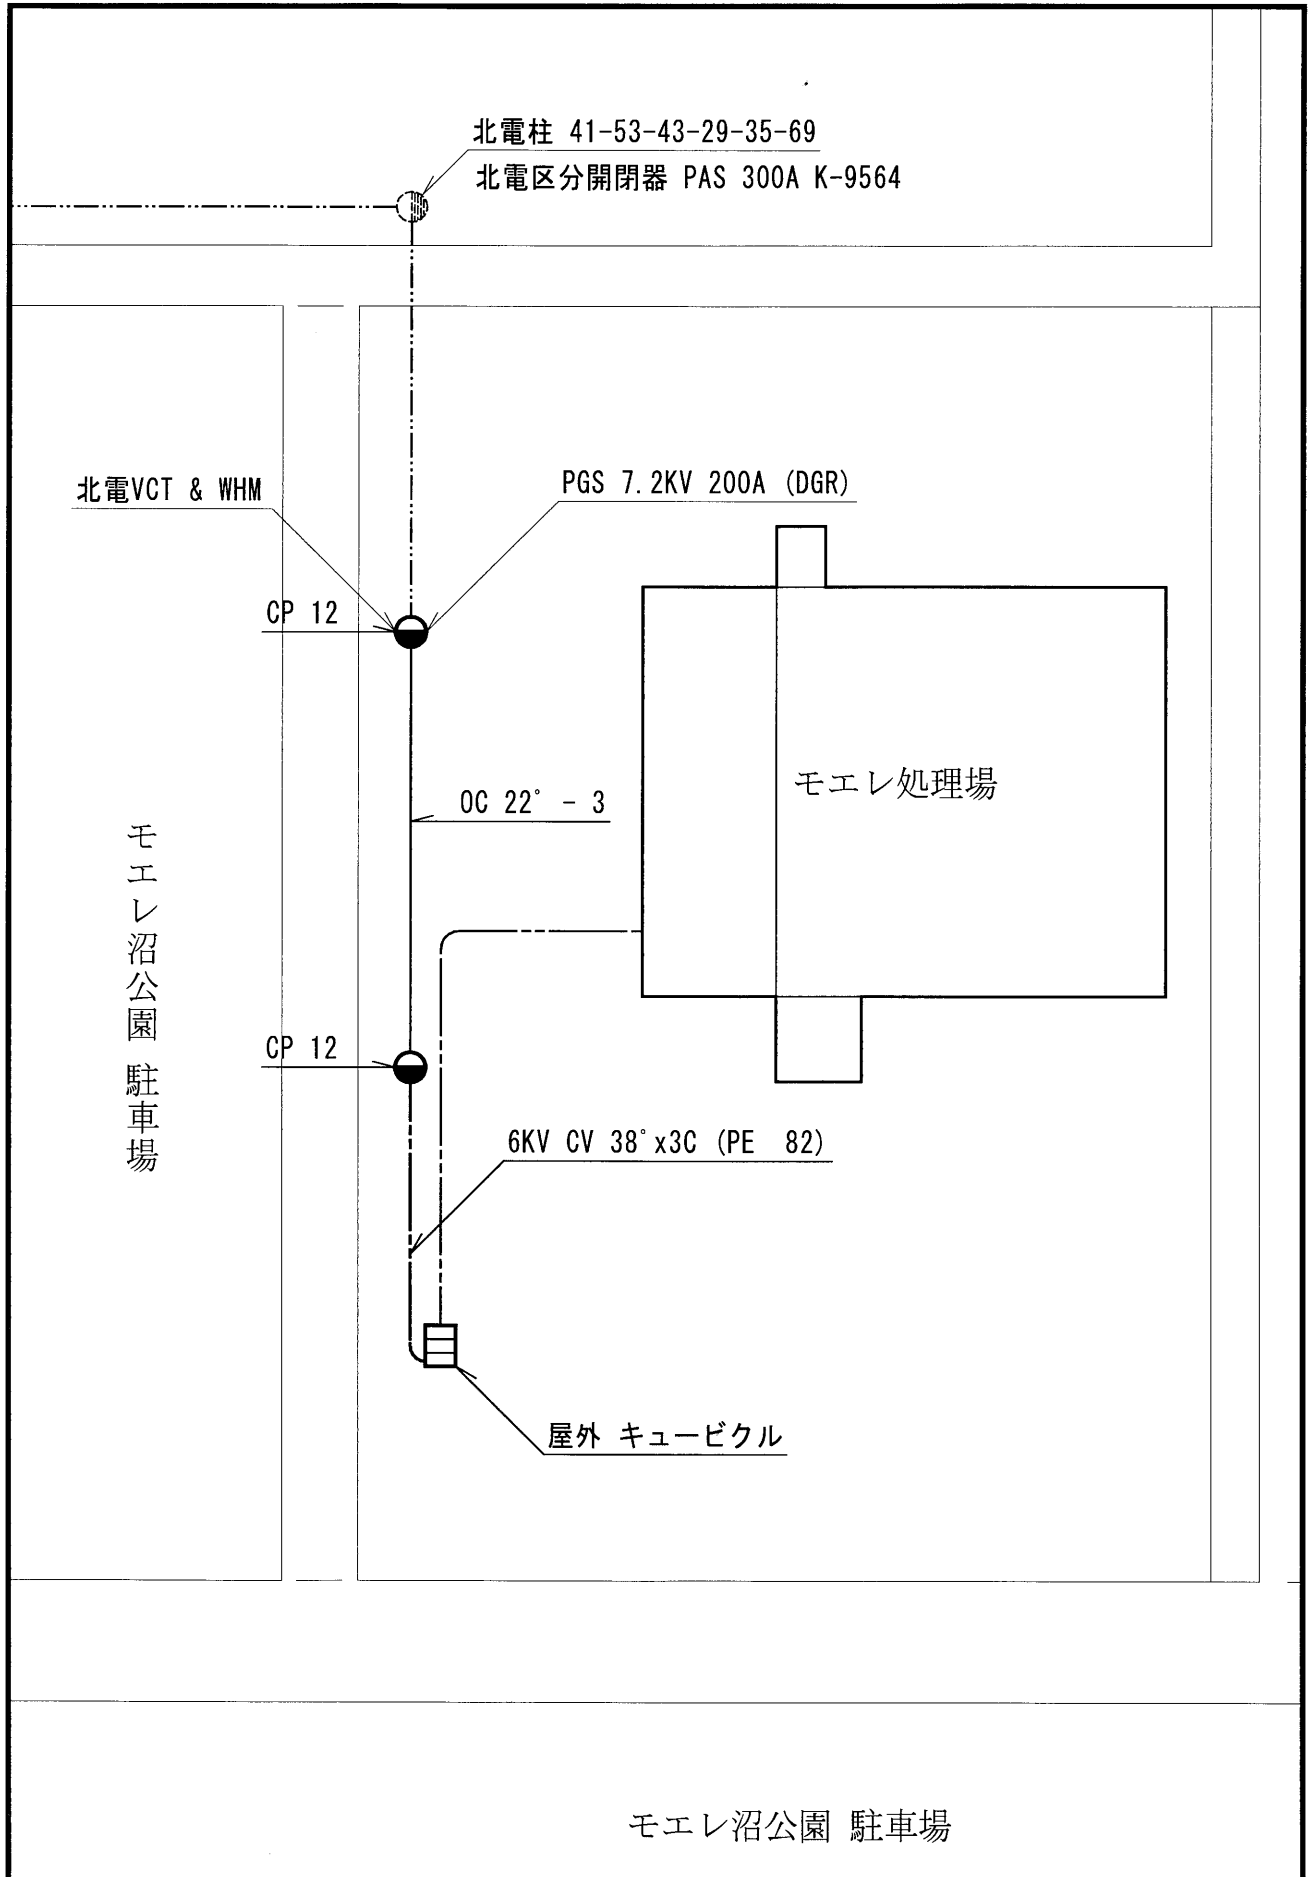 北電柱 41-53-43-29-35-69
北電区分開閉器 PAS 300A K-9564
北電VCT & WHM
PGS 7.2KV 200A (DGR)
CP 12
モエレ処理場
OC 22° - 3
モエレ沼公園 駐車場
CP 12
6KV CV 38°x3C (PE 82)
屋外 キュービクル
モエレ沼公園 駐車場